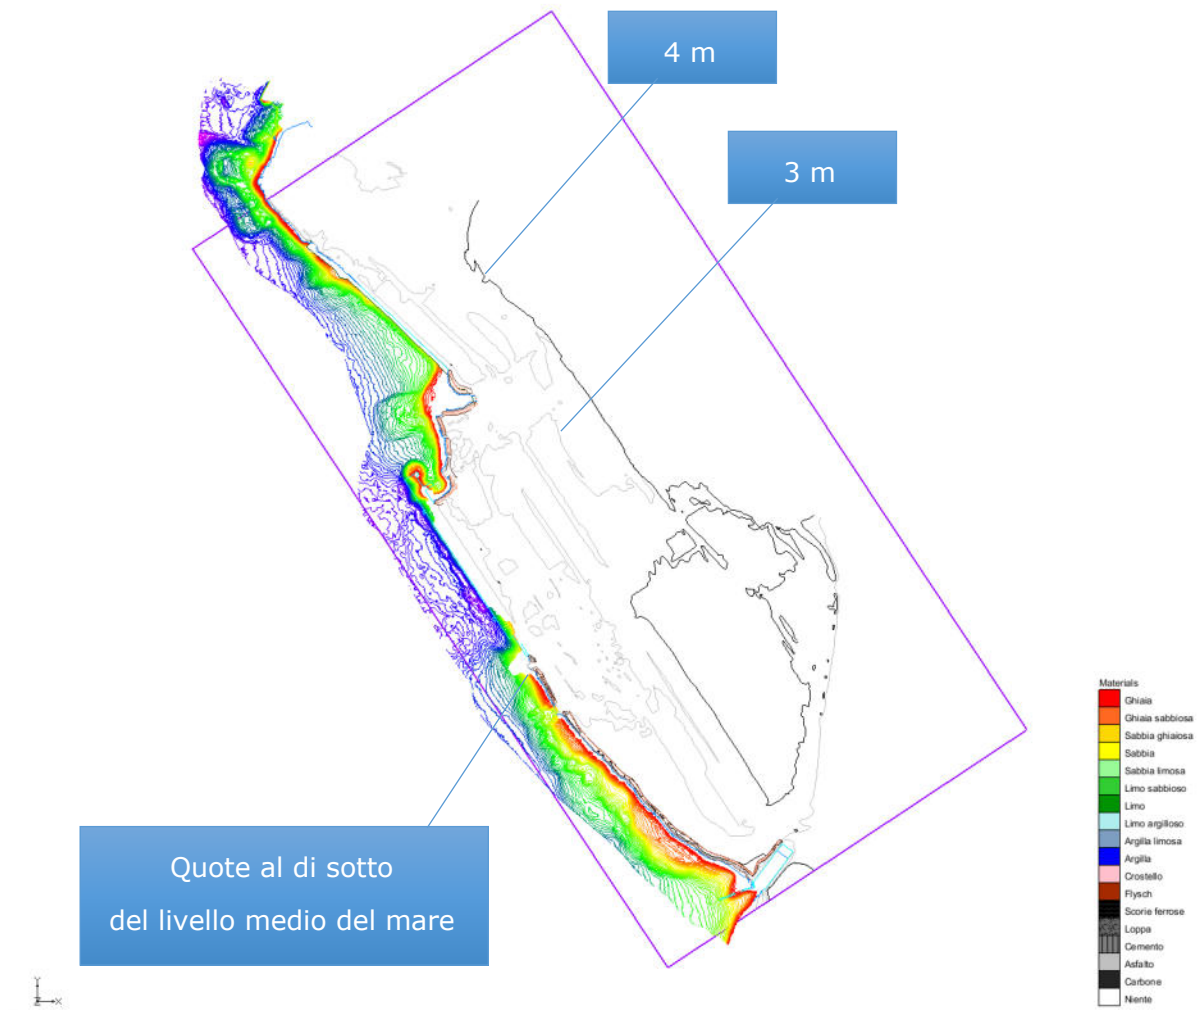 4 m
3 m
Quote al di sotto
del livello medio del mare
Materials
Ghiaia
Ghiaia sabbiosa
Sabbia ghiaiosa
Sabbia
Sabbia limosa
Limo sabbioso
Limo
Limo argilloso
Argilla limosa
Argilla
Crostello
Flysch
Scorie ferrose
Loppa
Cemento
Asfalto
Carbone
Niente
Y
Z
X